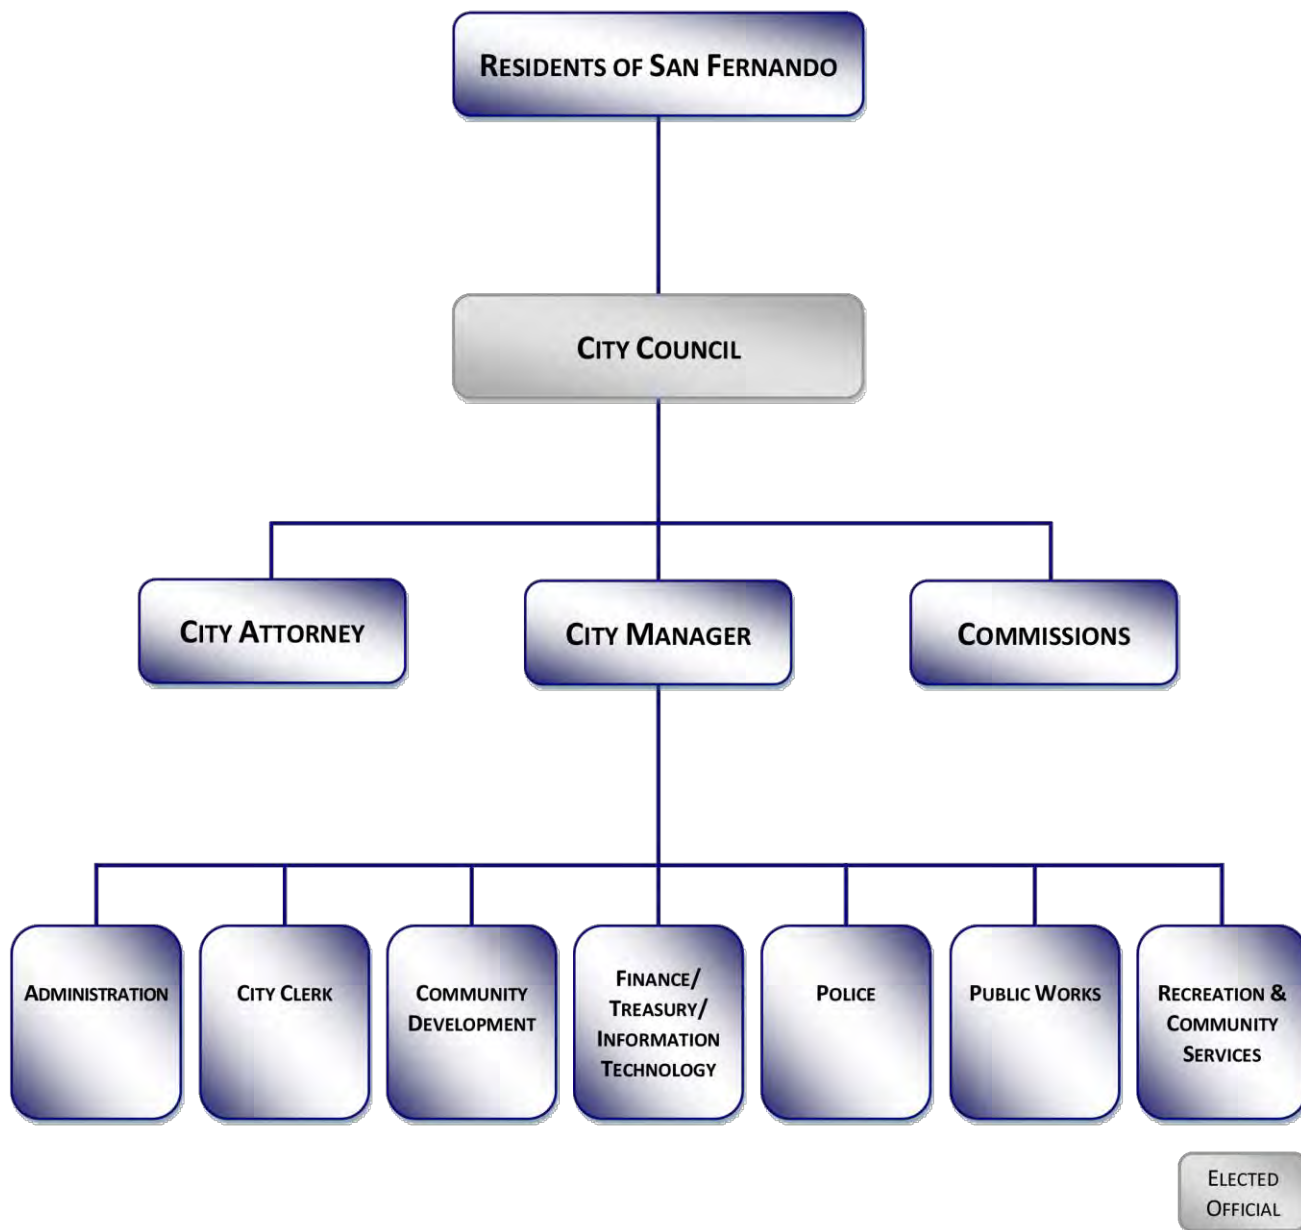 RESIDENTS OF SAN FERNANDO
CITY COUNCIL
CITY ATTORNEY
CITY MANAGER
COMMISSIONS
ADMINISTRATION
CITY CLERK
COMMUNITY
DEVELOPMENT
FINANCE/
TREASURY/
INFORMATION
TECHNOLOGY
POLICE
PUBLIC WORKS
RECREATION &
COMMUNITY
SERVICES
ELECTED
OFFICIAL